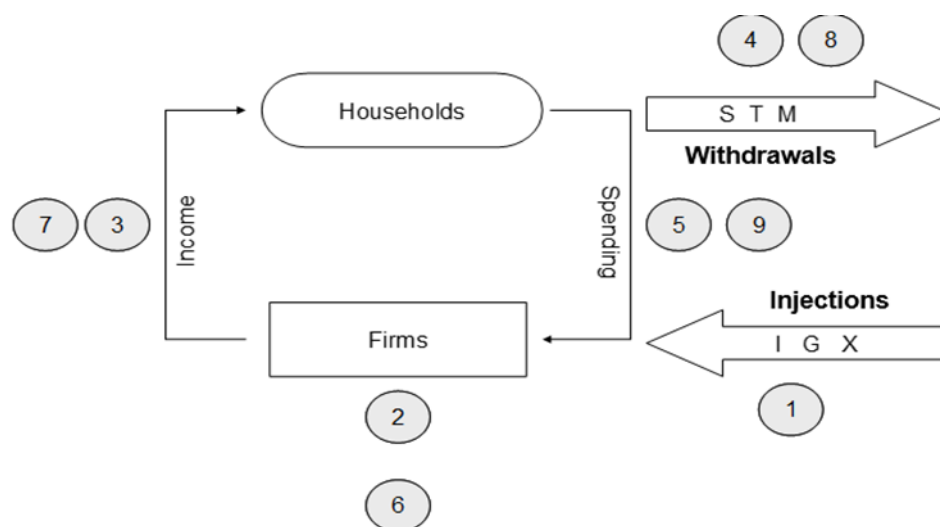 4 8
Households
S T M
Withdrawals
7 3
Income
Spending
5 9
Injections
Firms
I G X
1
2
6